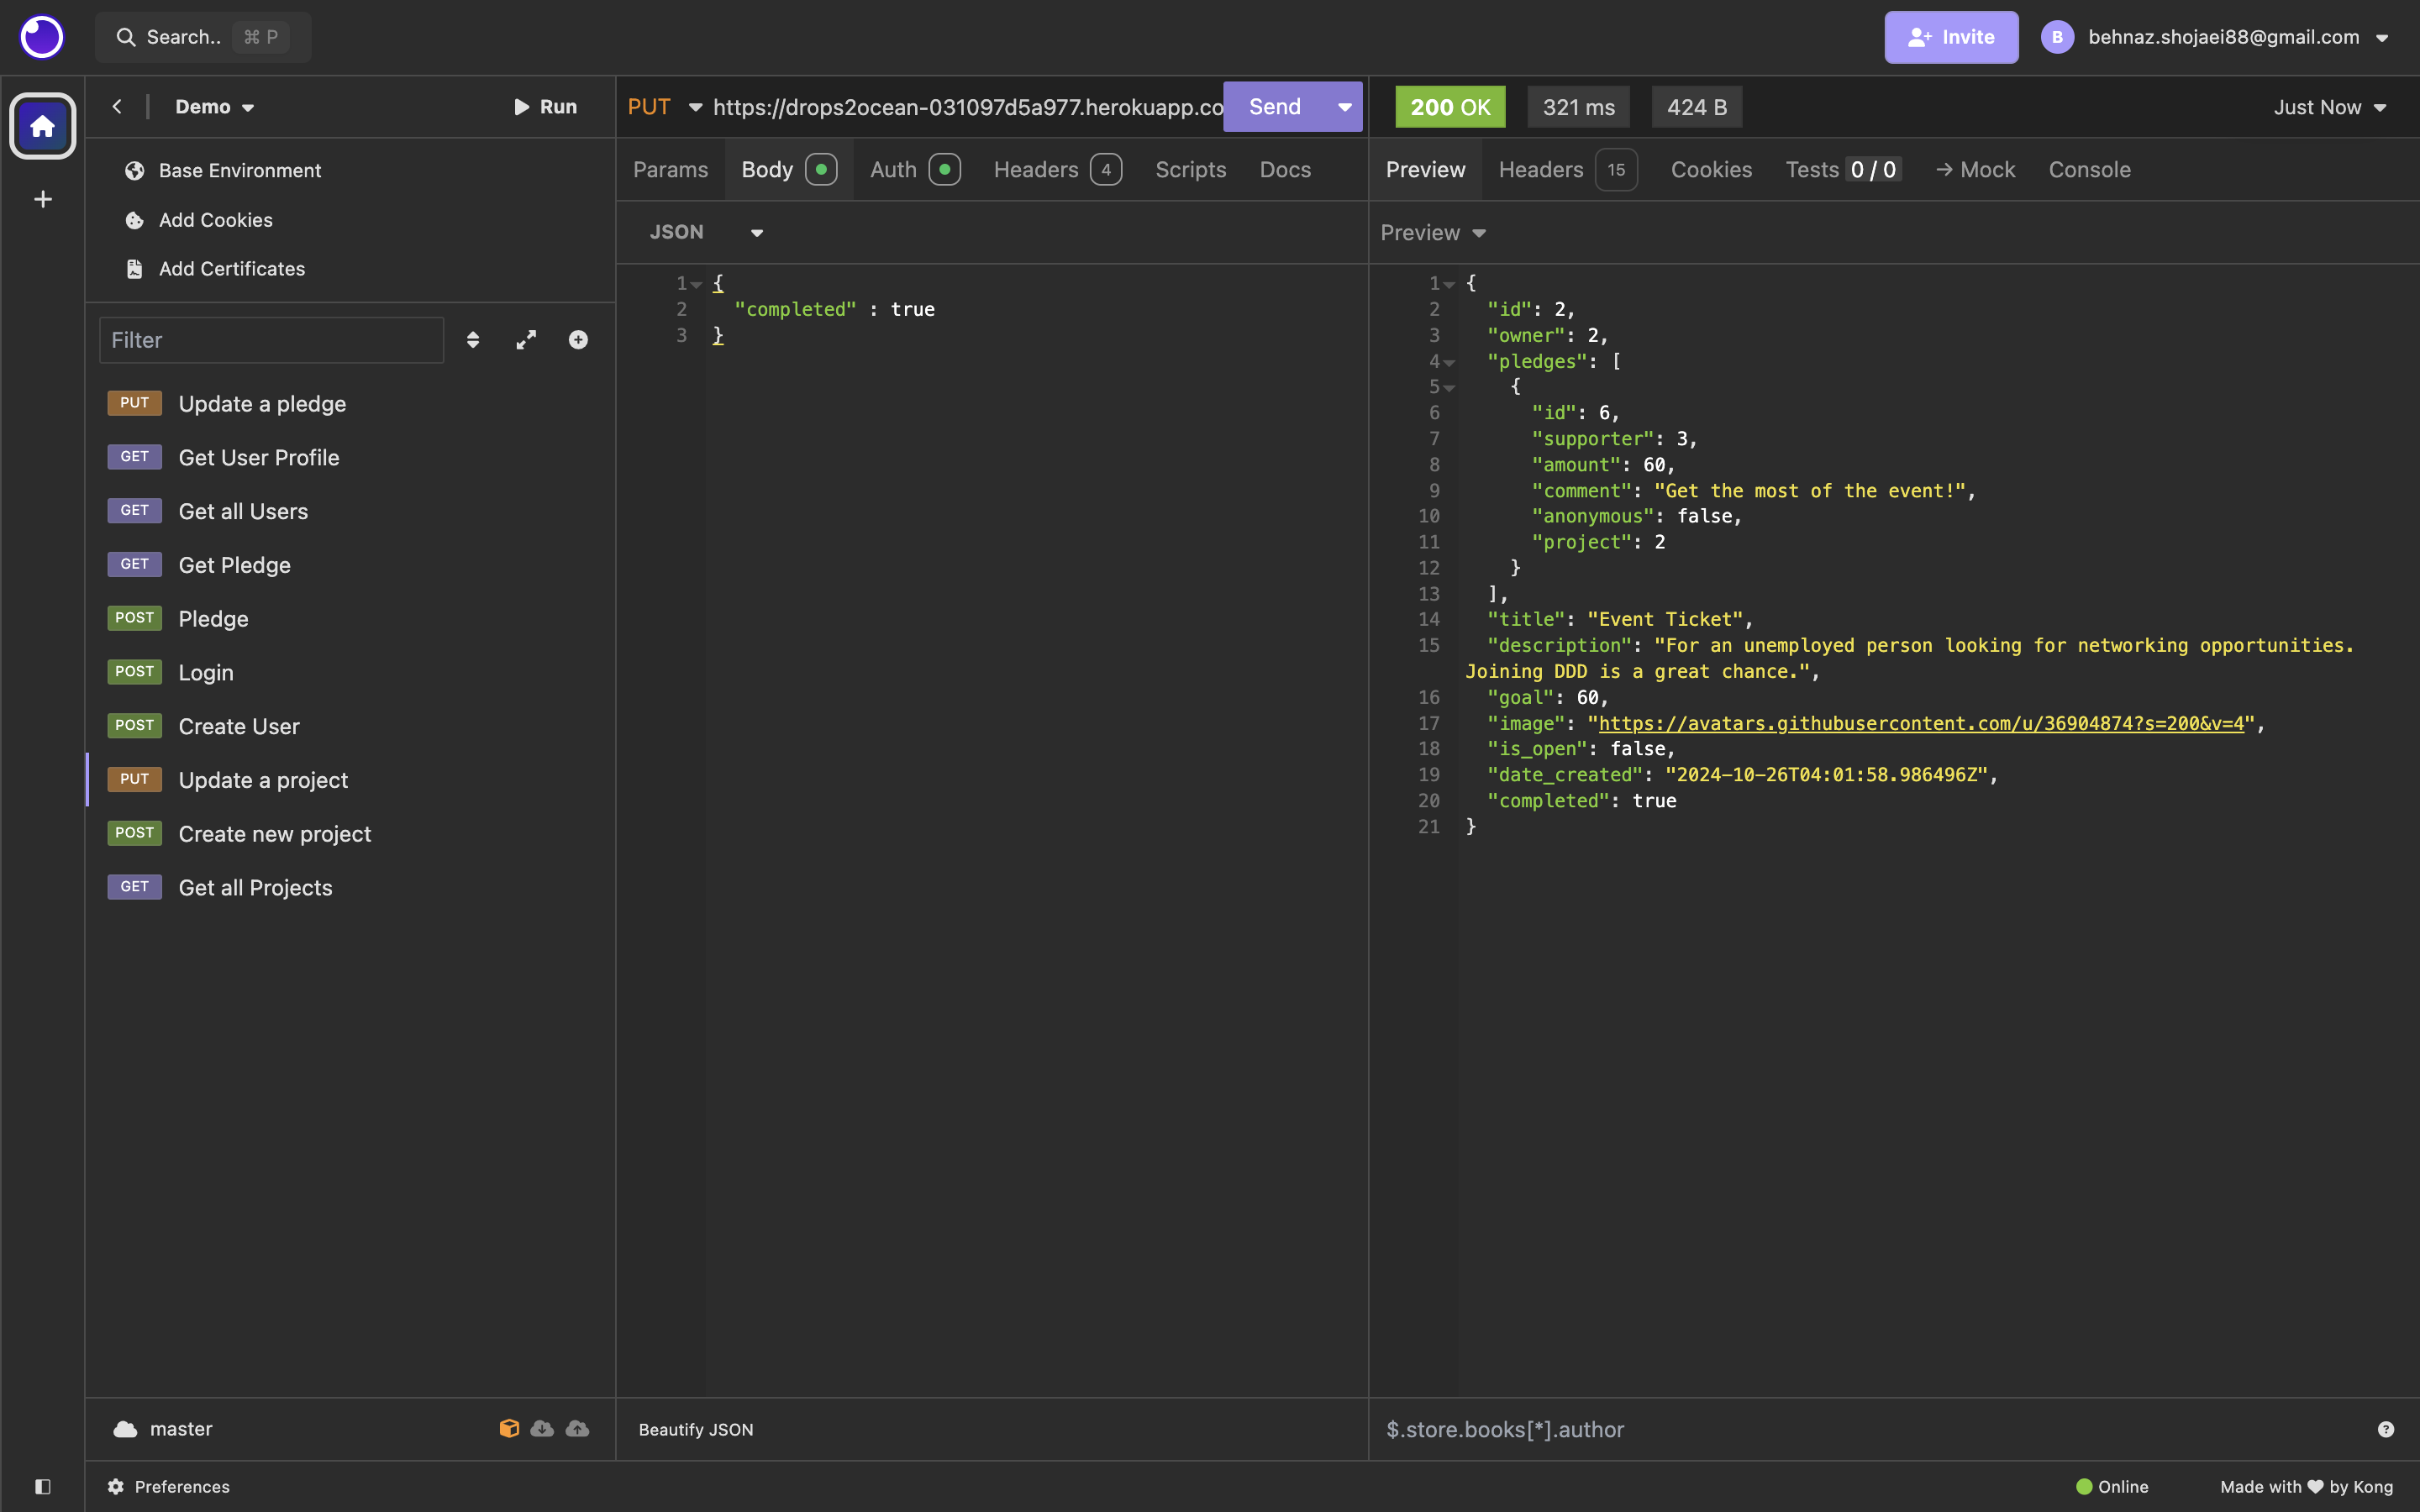 Search.. ⌘ P
Invite
B behnaz.shojaei88@gmail.com
Demo
Run
Base Environment
Add Cookies
Add Certificates
Filter
PUT Update a pledge
GET Get User Profile
GET Get all Users
GET Get Pledge
POST Pledge
POST Login
POST Create User
PUT Update a project
POST Create new project
GET Get all Projects
master
Preferences
PUT https://drops2ocean-031097d5a977.herokuapp.co Send
Params Body Auth Headers 4 Scripts Docs
JSON
1 {
2 "completed" : true
3 }
Beautify JSON
200 OK 321 ms 424 B Just Now
Preview Headers 15 Cookies Tests 0 / 0 → Mock Console
Preview
1 {
2 "id": 2,
3 "owner": 2,
4 "pledges": [
5 {
6 "id": 6,
7 "supporter": 3,
8 "amount": 60,
9 "comment": "Get the most of the event!",
10 "anonymous": false,
11 "project": 2
12 }
13 ],
14 "title": "Event Ticket",
15 "description": "For an unemployed person looking for networking opportunities.
Joining DDD is a great chance.",
16 "goal": 60,
17 "image": "https://avatars.githubusercontent.com/u/36904874?s=200&v=4",
18 "is_open": false,
19 "date_created": "2024-10-26T04:01:58.986496Z",
20 "completed": true
21 }
$.store.books[*].author
Online
Made with ♥ by Kong